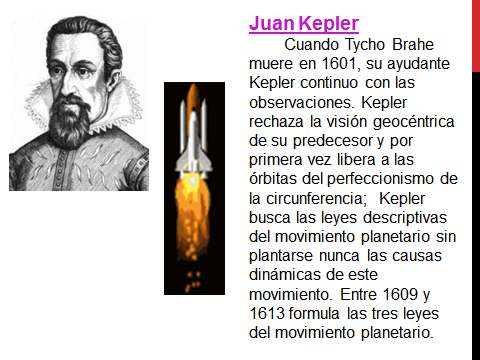 Juan Kepler
Cuando Tycho Brahe
muere en 1601, su ayudante
Kepler continuo con las
observaciones. Kepler
rechaza la visión geocéntrica
de su predecesor y por
primera vez libera a las
órbitas del perfeccionismo de
la circunferencia; Kepler
busca las leyes descriptivas
del movimiento planetario sin
plantarse nunca las causas
dinámicas de este
movimiento. Entre 1609 y
1613 formula las tres leyes
del movimiento planetario.